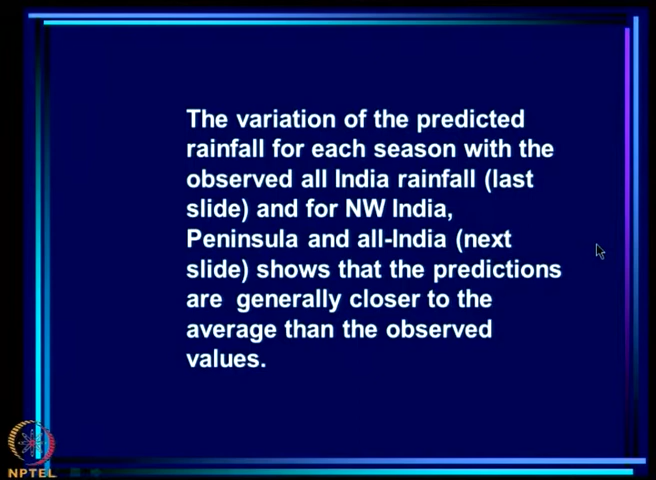 The variation of the predicted
rainfall for each season with the
observed all India rainfall (last
slide) and for NW India,
Peninsula and all-India (next
slide) shows that the predictions
are  generally closer to the
average than the observed
values.
NPTEL